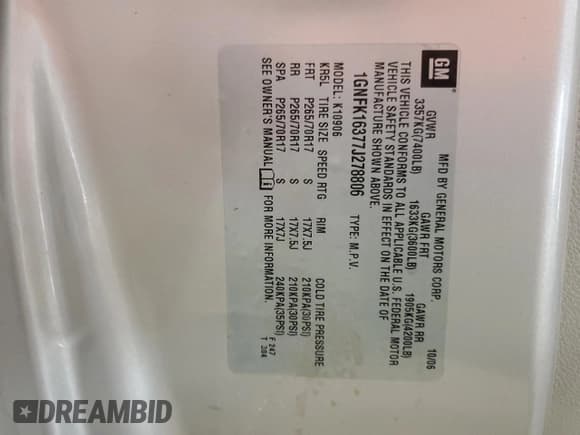 GM
MFD BY GENERAL MOTORS CORP.
10/06
GVWR GAWR FRT GAWR RR
3357KG(7400LB) 1633KG(3600LB) 1905KG(4200LB)
THIS VEHICLE CONFORMS TO ALL APPLICABLE U.S. FEDERAL MOTOR
VEHICLE SAFETY STANDARDS IN EFFECT ON THE DATE OF
MANUFACTURE SHOWN ABOVE.
1GNFK16377J278806 TYPE: M.P.V.
MODEL: K10906
KR5L TIRE SIZE SPEED RTG RIM COLD TIRE PRESSURE
FRT P265/70R17 S 17X7.5J 210KPA(30PSI)
RR P265/70R17 S 17X7.5J 210KPA(30PSI)
SPA P265/70R17 S 17X7J 240KPA(35PSI)
SEE OWNER'S MANUAL FOR MORE INFORMATION.
F 247
T 394
DREAMBID